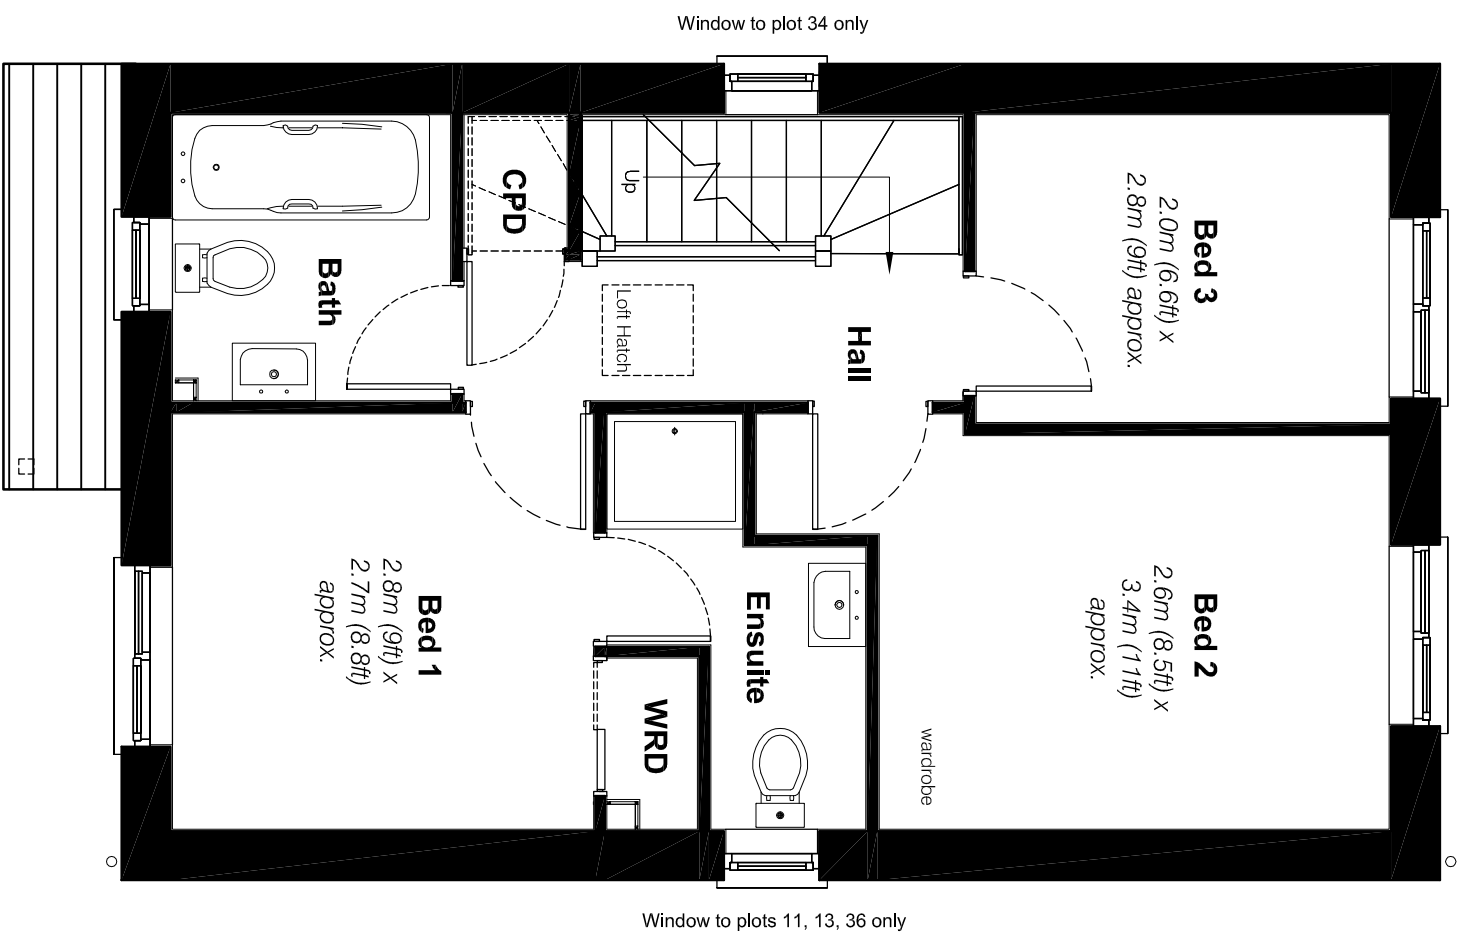 Window to plot 34 only
CPD
Up
Bed 3
2.0m (6.6ft) x
2.8m (9ft) approx.
Bath
Loft Hatch
Hall
Bed 1
2.8m (9ft) x
2.7m (8.8ft)
approx.
Ensuite
WRD
Bed 2
2.6m (8.5ft) x
3.4m (11ft)
approx.
wardrobe
Window to plots 11, 13, 36 only